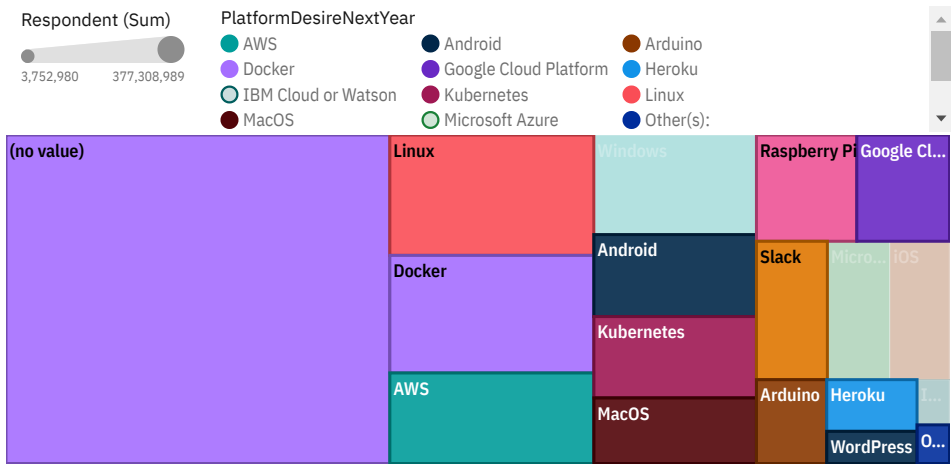 Respondent (Sum)
3,752,980 377,308,989
PlatformDesireNextYear
AWS Android Arduino
Docker Google Cloud Platform Heroku
IBM Cloud or Watson Kubernetes Linux
MacOS Microsoft Azure Other(s):
(no value) Linux Windows Raspberry Pi Google Cl...
Android Slack Micro... iOS
Docker
Kubernetes
AWS Arduino Heroku I...
MacOS
WordPress O...